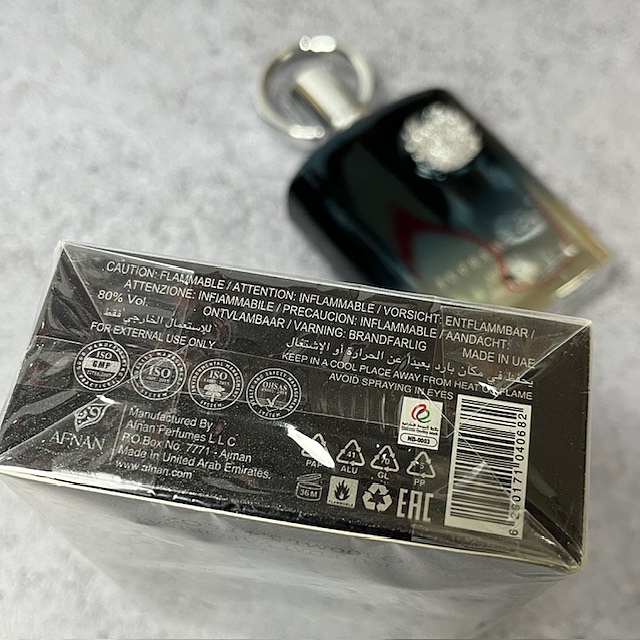 CAUTION: FLAMMABLE / ATTENTION: INFLAMMABLE / VORSICHT: ENTFLAMMBAR /
ATTENZIONE: INFIAMMABILE / PRECAUCION: INFLAMMABLE / AANDACHT:
80% Vol. ONTVLAMBAAR / VARNING: BRANDFARLIG MADE IN UAE
للإستعمال الخارجي فقط يحفظ في مكان بارد بعيداً عن الحرارة أو الإشتعال
FOR EXTERNAL USE ONLY KEEP IN A COOL PLACE AWAY FROM HEAT OR FLAME
AVOID SPRAYING IN EYES
ISO
GMP
ISO
ISO
OHSAS
AFNAN
Manufactured By
Afnan Perfumes L L C
P.O.Box No. 7771 - Ajman
Made in United Arab Emirates.
www.afnan.com
NB-0003
PAP
41
ALU
70
GL
5
PP
36 M
EAC
6 290171 040682